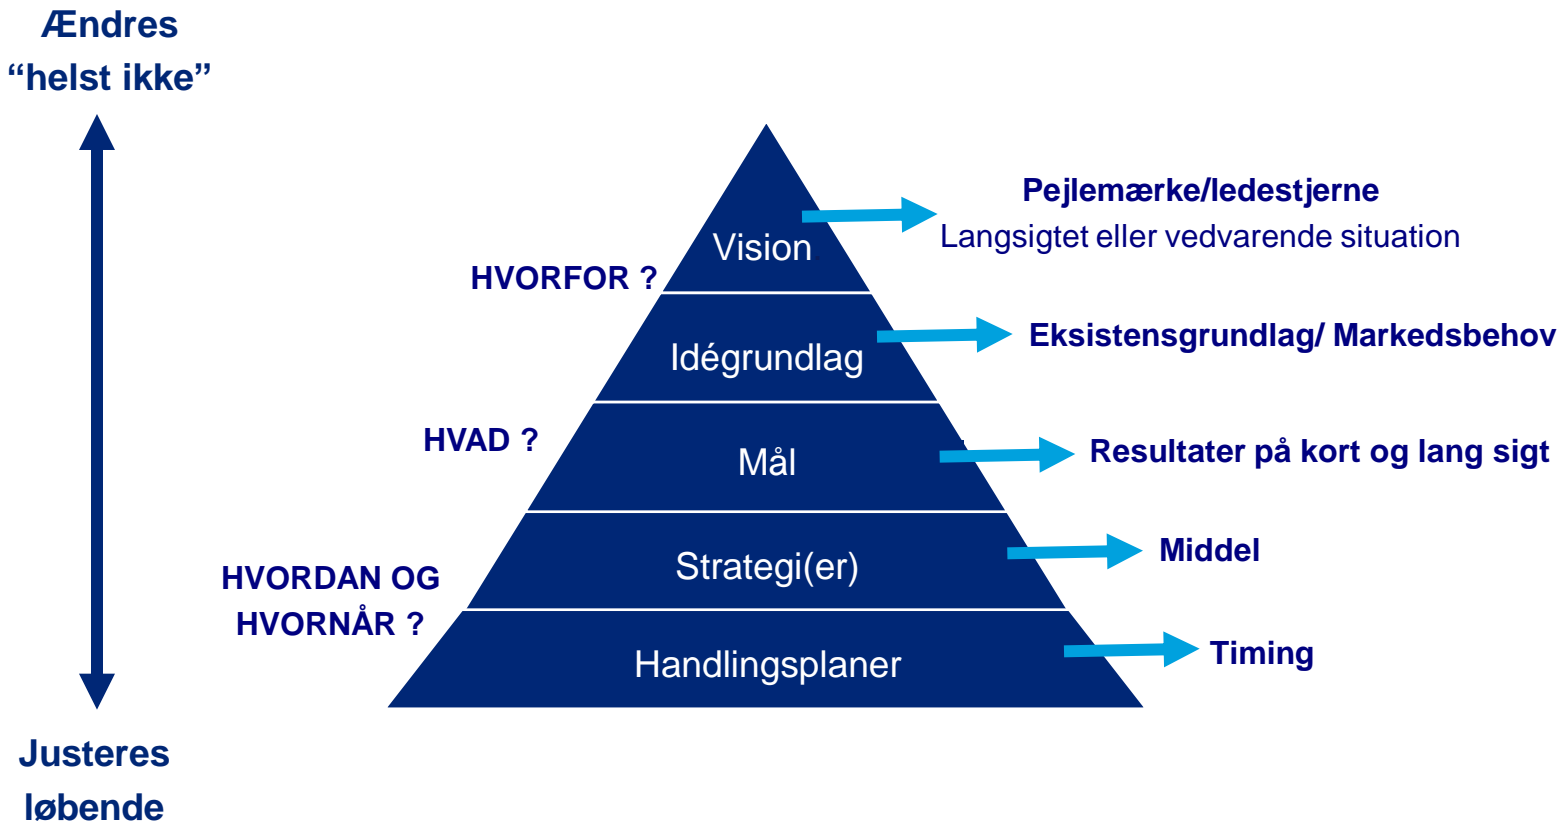 Ændres
“helst ikke”
Pejlemærke/ledestjerne
Langsigtet eller vedvarende situation
Vision
HVORFOR ?
Eksistensgrundlag/ Markedsbehov
Idégrundlag
HVAD ?
Resultater på kort og lang sigt
Mål
Middel
Strategi(er)
HVORDAN OG
HVORNÅR ?
Timing
Handlingsplaner
Justeres
løbende